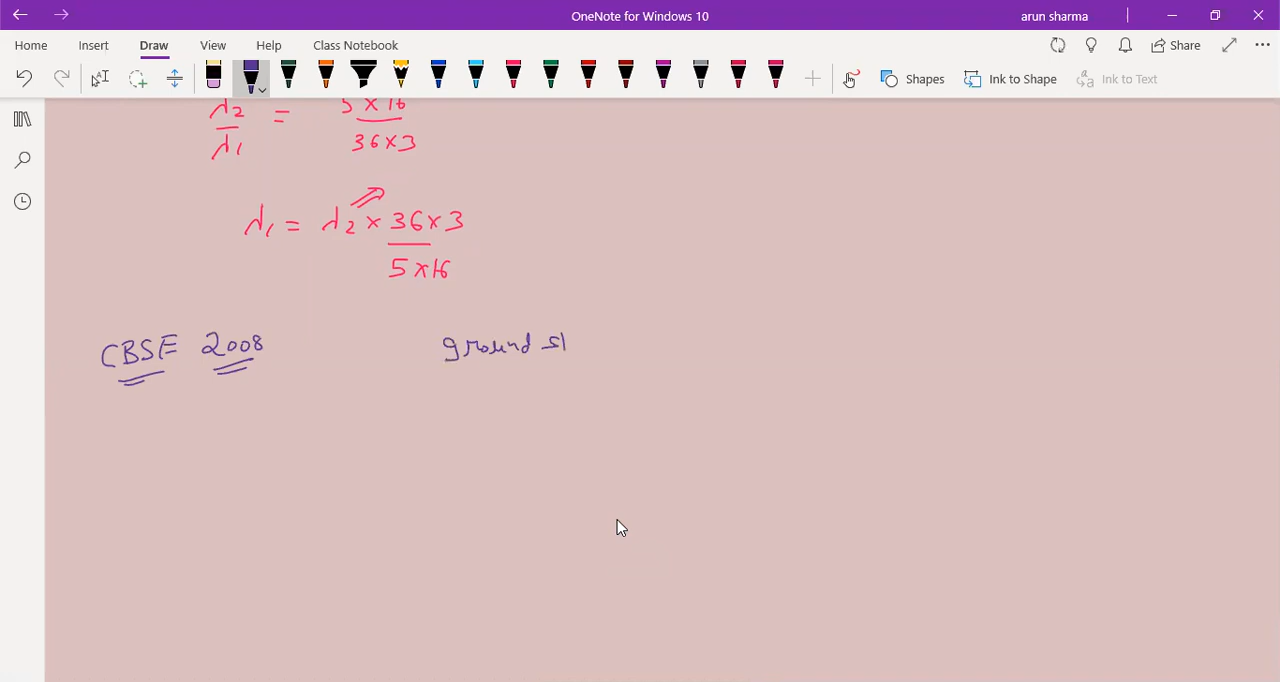 OneNote for Windows 10
arun sharma
Home Insert Draw View Help Class Notebook
Share
Shapes Ink to Shape Ink to Text
λ2 = 5×16
λ1 36×3
λ1 = λ2 × 36×3
5×16
CBSE 2008 ground st